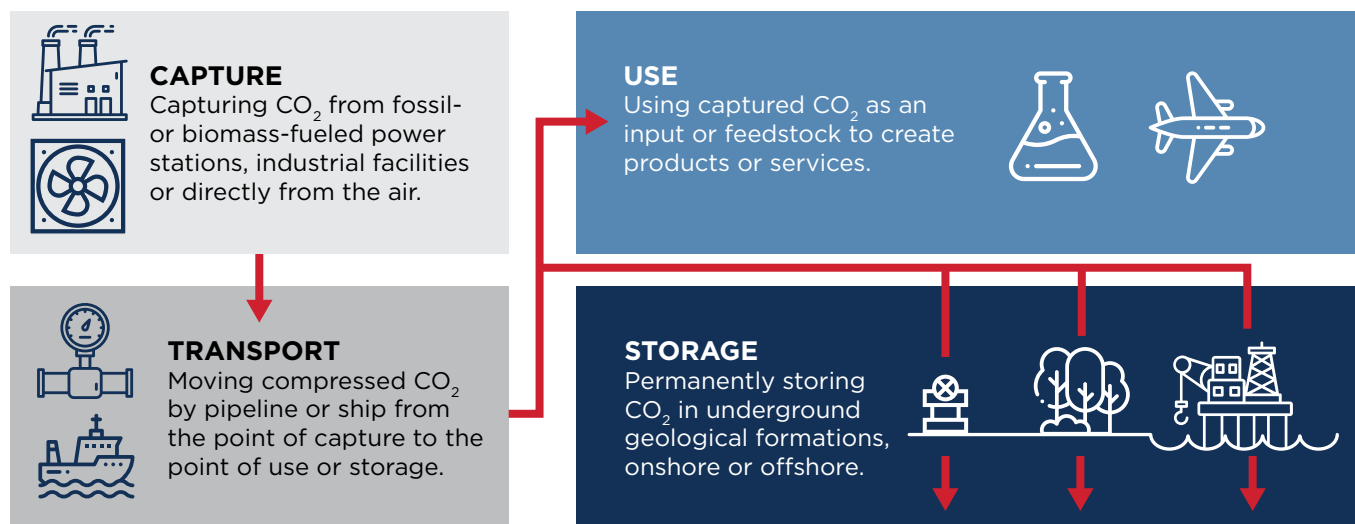 CAPTURE
Capturing CO₂ from fossil-
or biomass-fueled power
stations, industrial facilities
or directly from the air.
TRANSPORT
Moving compressed CO₂
by pipeline or ship from
the point of capture to the
point of use or storage.
USE
Using captured CO₂ as an
input or feedstock to create
products or services.
STORAGE
Permanently storing
CO₂ in underground
geological formations,
onshore or offshore.